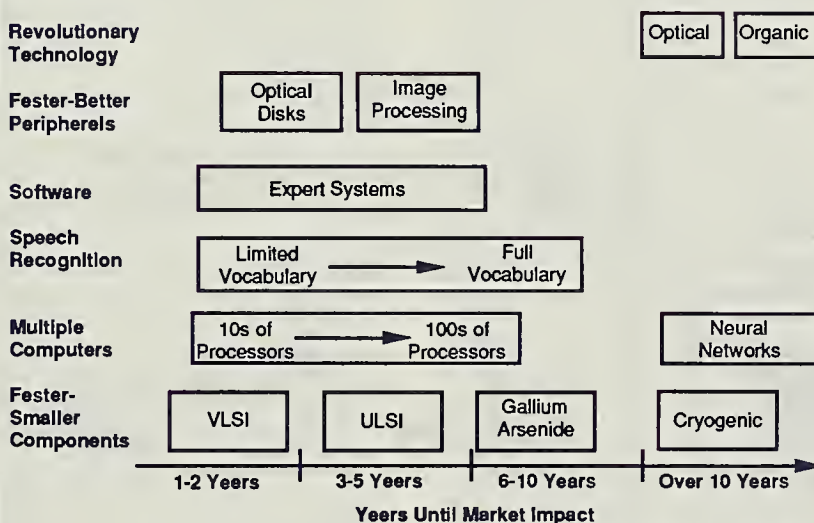 Revolutionary
Technology
Optical
Organic
Fester-Better
Peripherels
Optical
Disks
Image
Processing
Software
Expert Systems
Speech
Recognition
Limited
Vocabulary
Full
Vocabulary
Multiple
Computers
10s of
Processors
100s of
Processors
Neural
Networks
Fester-
Smaller
Components
VLSI
ULSI
Gallium
Arsenide
Cryogenic
1-2 Yeers
3-5 Years
6-10 Years
Over 10 Years
Yeers Until Market Impact